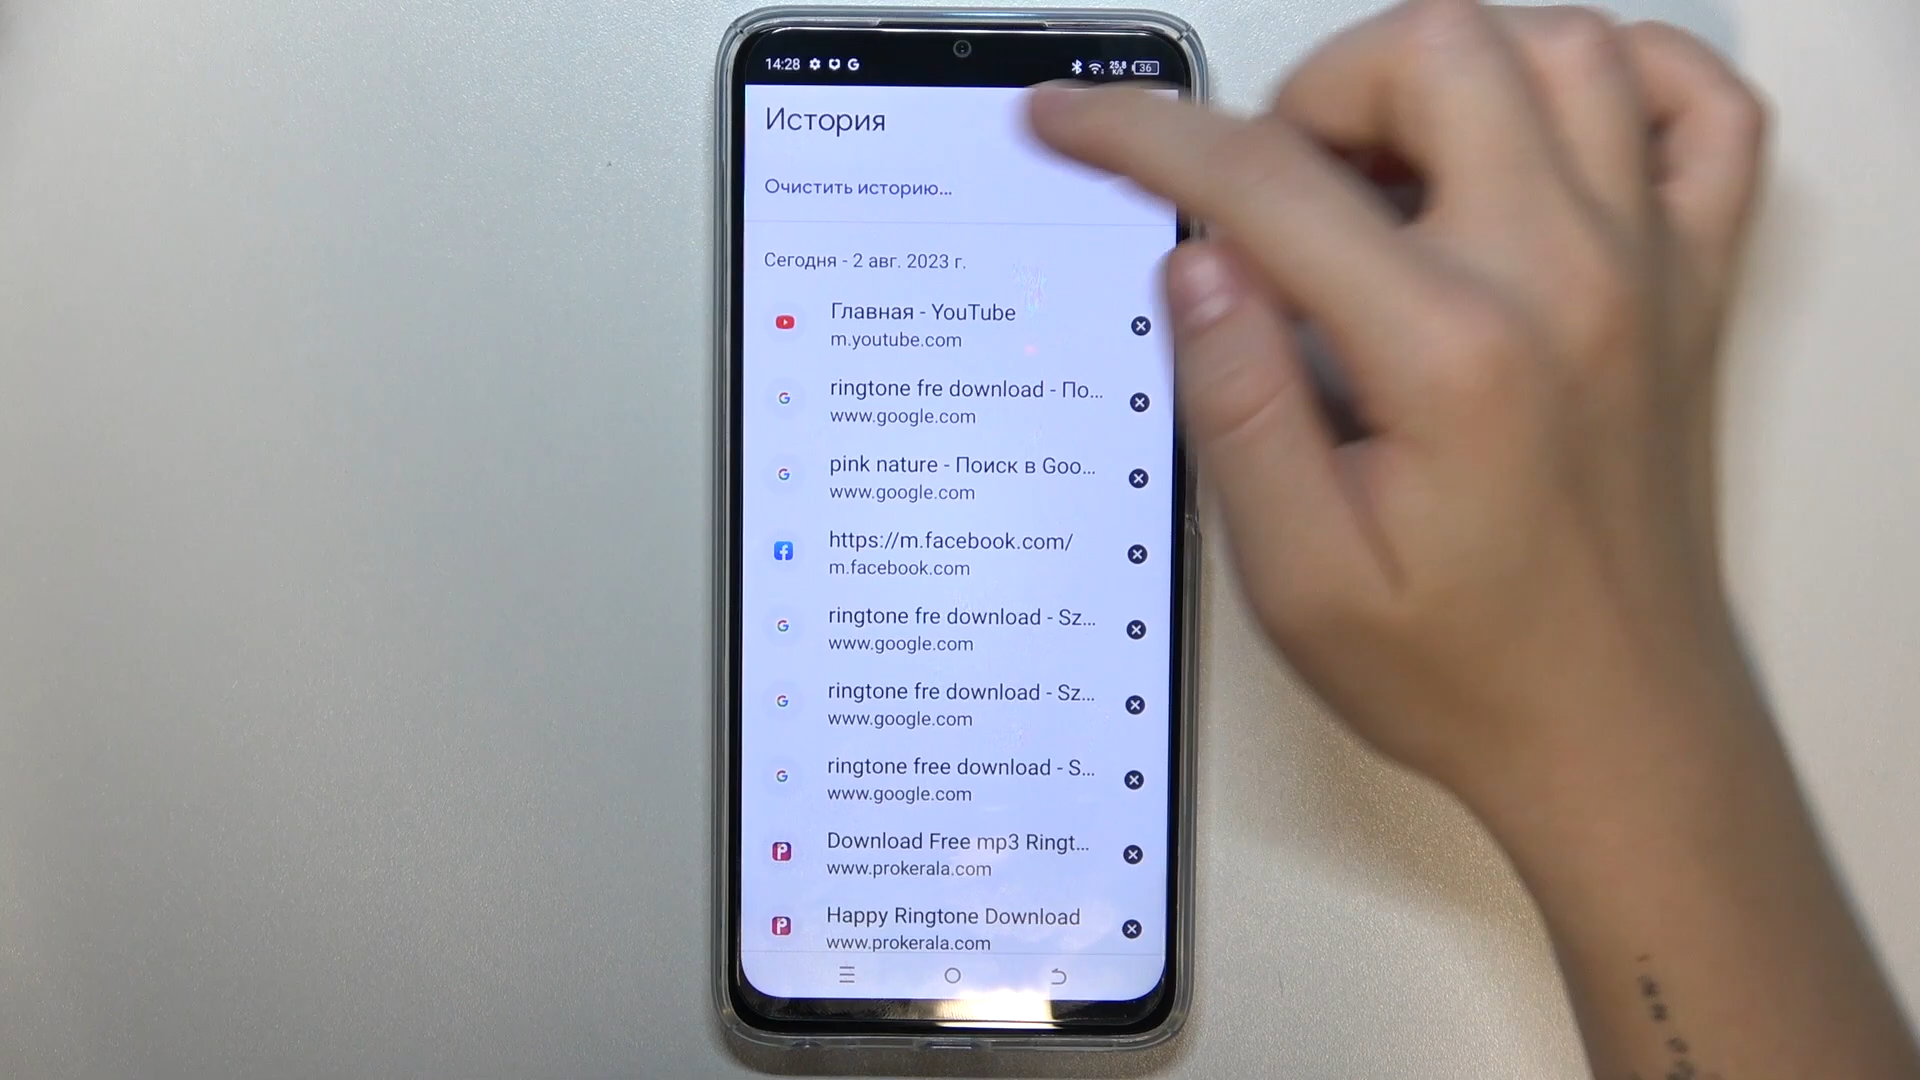 14:28
25,8
K/S
36
История
Очистить историю...
Сегодня - 2 авг. 2023 г.
Главная - YouTube
m.youtube.com
ringtone fre download - По...
www.google.com
pink nature - Поиск в Goo...
www.google.com
https://m.facebook.com/
m.facebook.com
ringtone fre download - Sz...
www.google.com
ringtone fre download - Sz...
www.google.com
ringtone free download - S...
www.google.com
Download Free mp3 Ringt...
www.prokerala.com
Happy Ringtone Download
www.prokerala.com